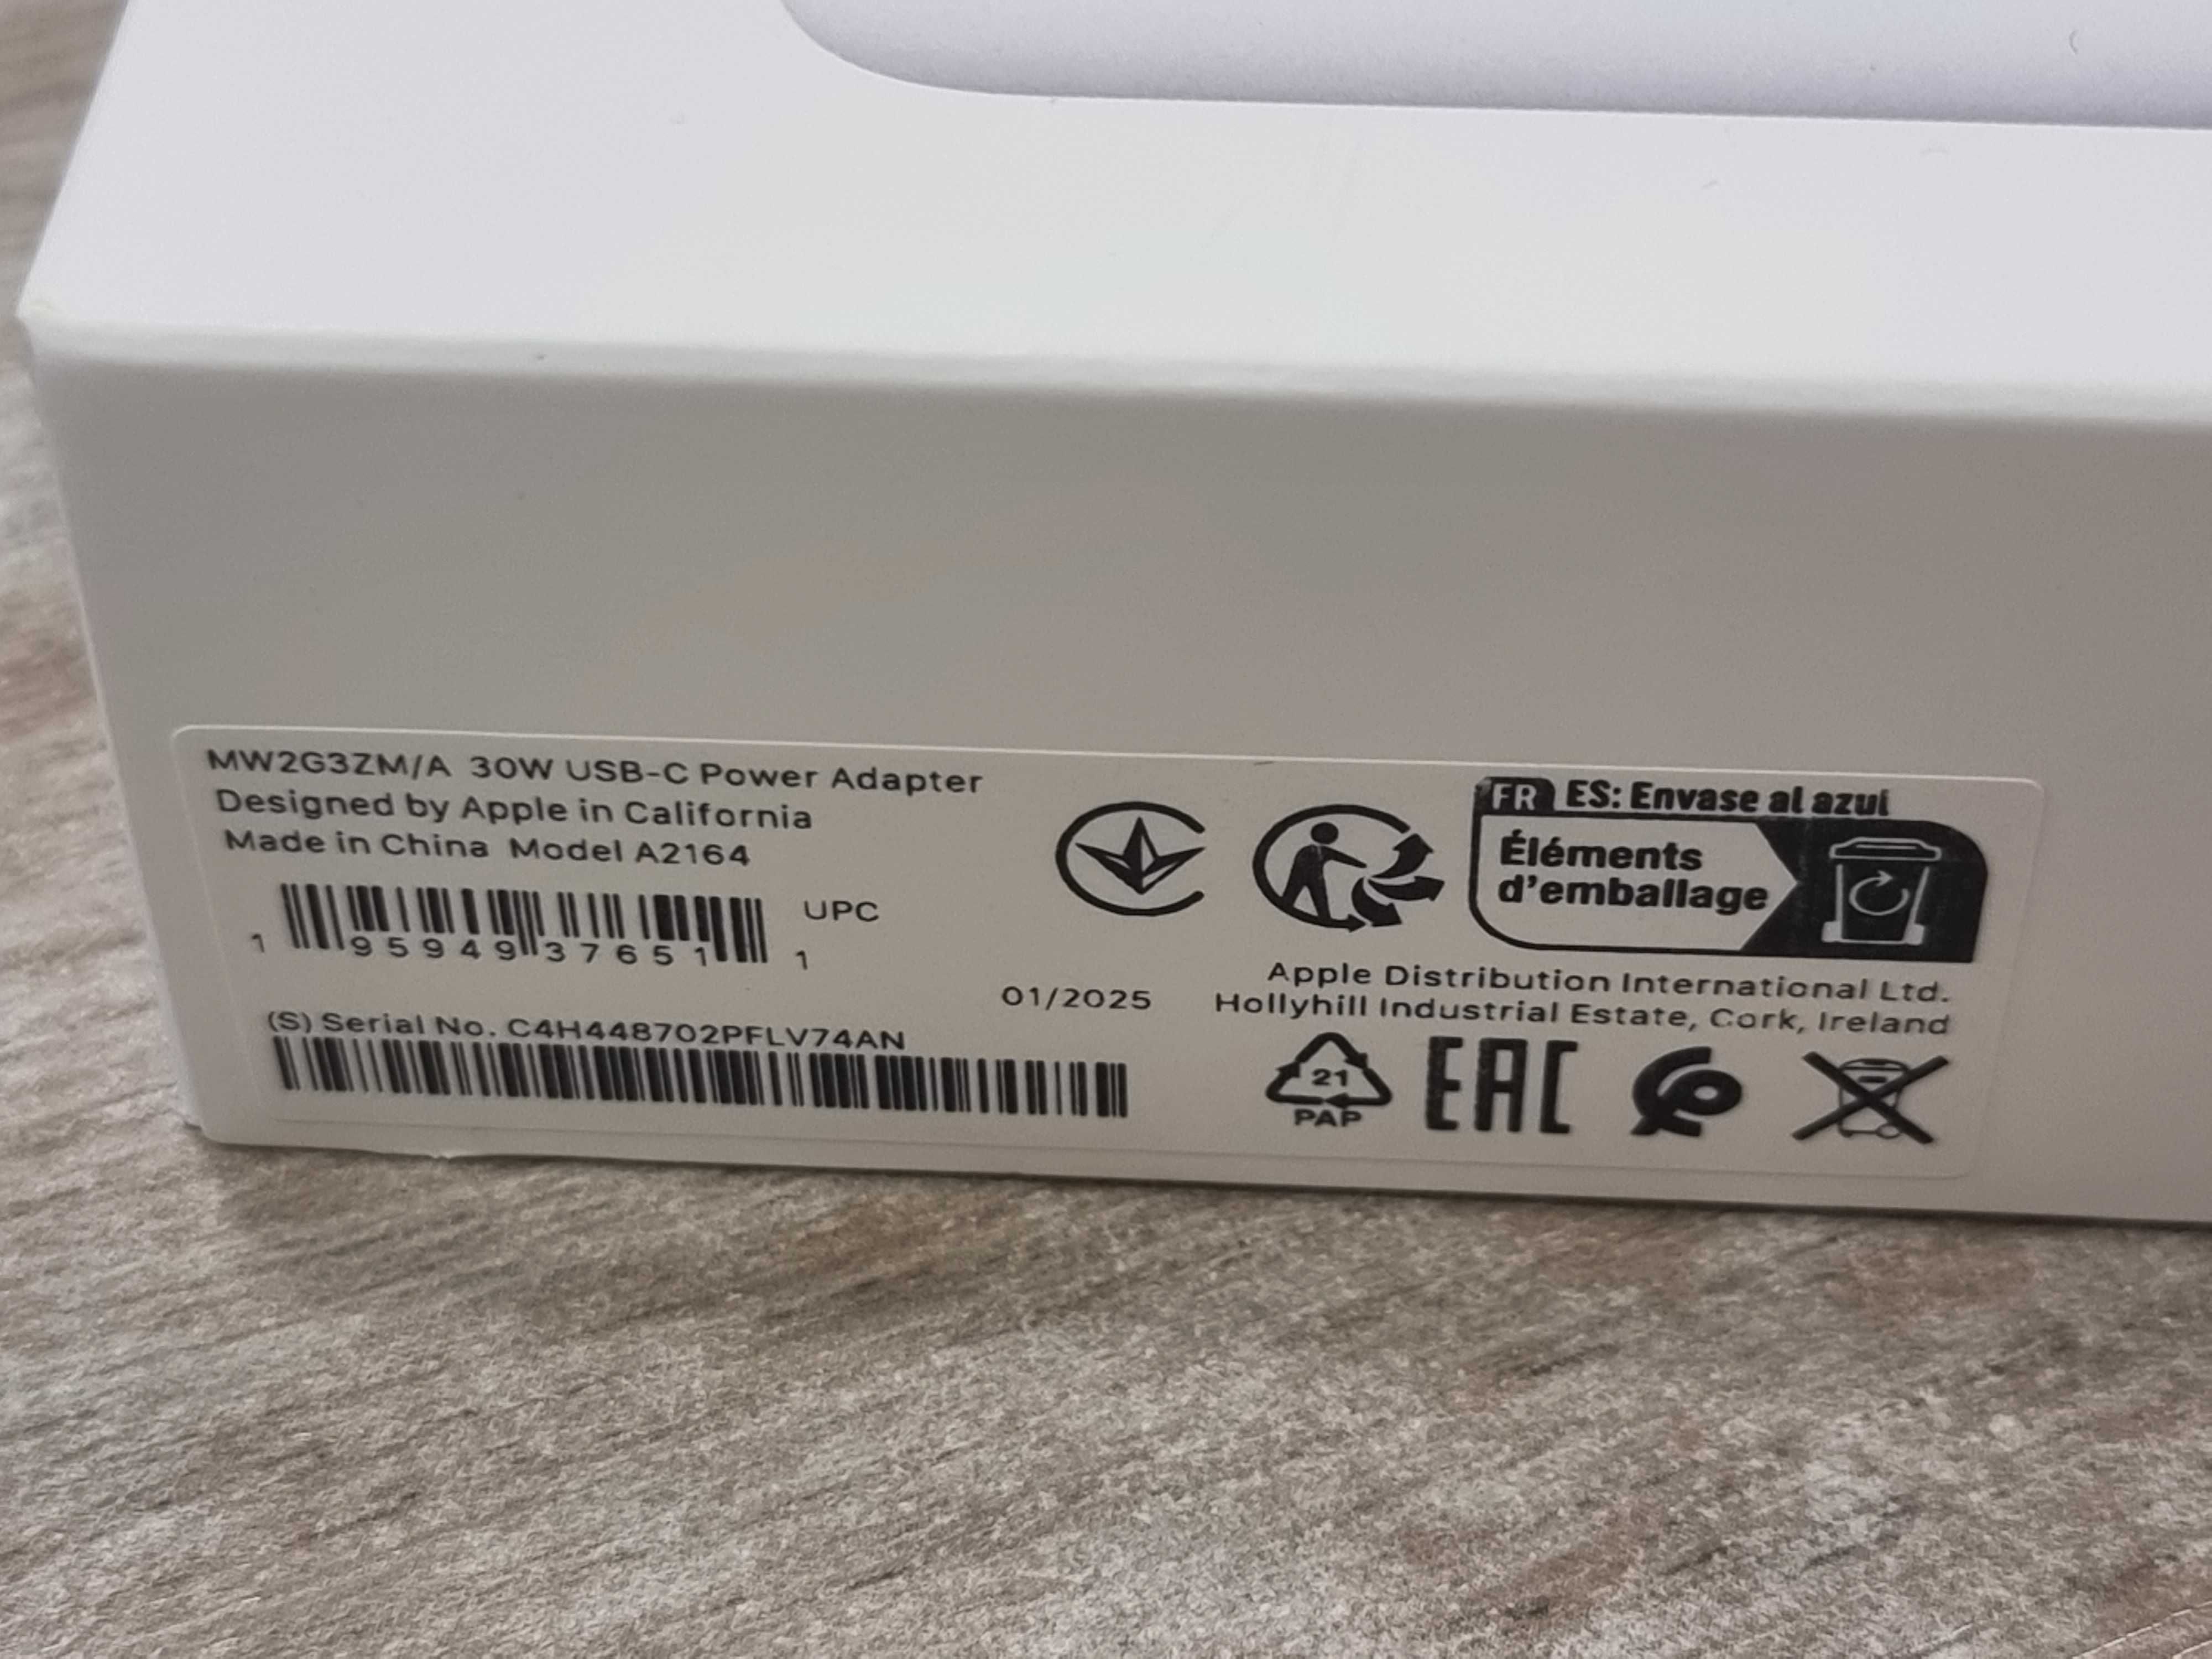 MW2G3ZM/A 30W USB-C Power Adapter
Designed by Apple in California
Made in China Model A2164
UPC
1 95949 37651 1
(S) Serial No. C4H448702PFLV74AN
01/2025
FR ES: Envase al azul
Éléments
d'emballage
Apple Distribution International Ltd.
Hollyhill Industrial Estate, Cork, Ireland
21
PAP
EAC